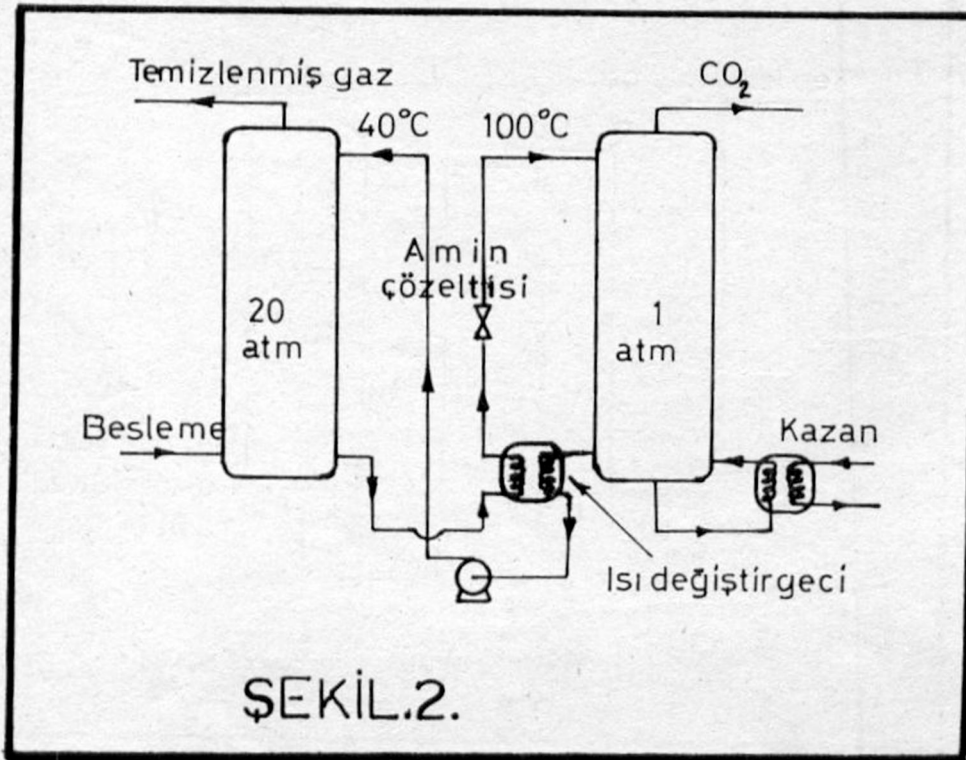 Temizlenmiş gaz
CO₂
40°C
100°C
Amin
çözeltisi
20
atm
1
atm
Besleme
Kazan
Isı değiştirgeci
ŞEKİL.2.